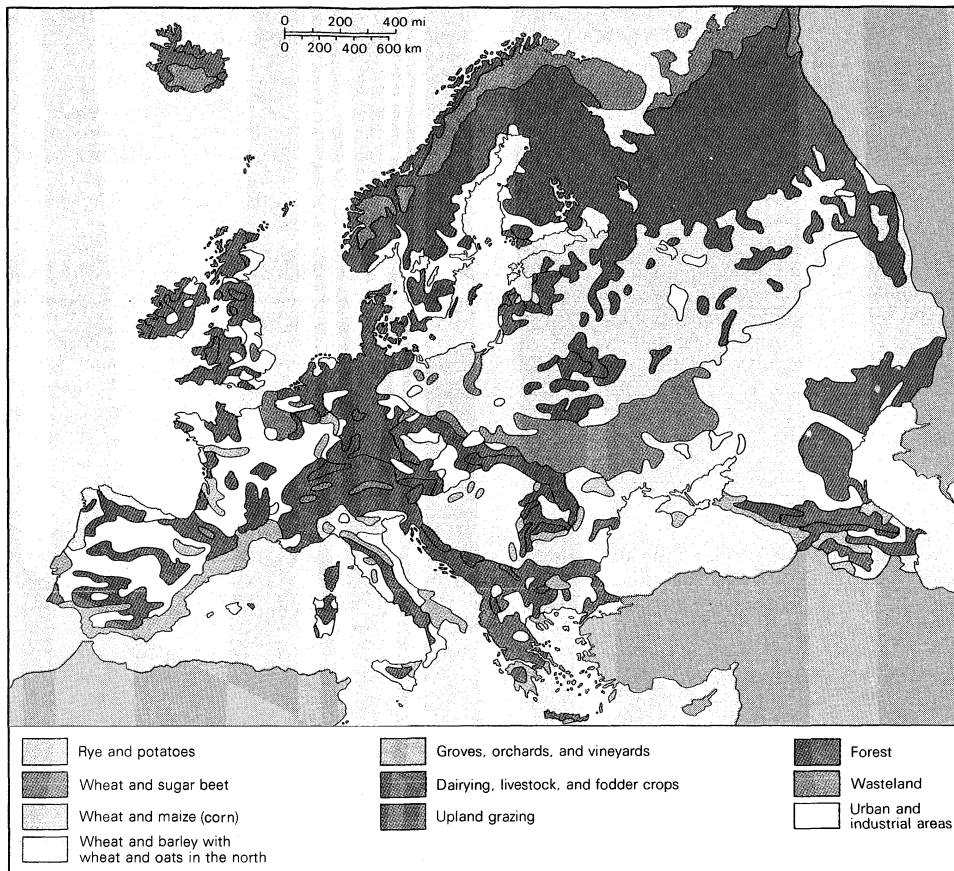 0 200 400 mi
0 200 400 600 km
Rye and potatoes
Wheat and sugar beet
Wheat and maize (corn)
Wheat and barley with
wheat and oats in the north
Groves, orchards, and vineyards
Dairying, livestock, and fodder crops
Upland grazing
Forest
Wasteland
Urban and
industrial areas